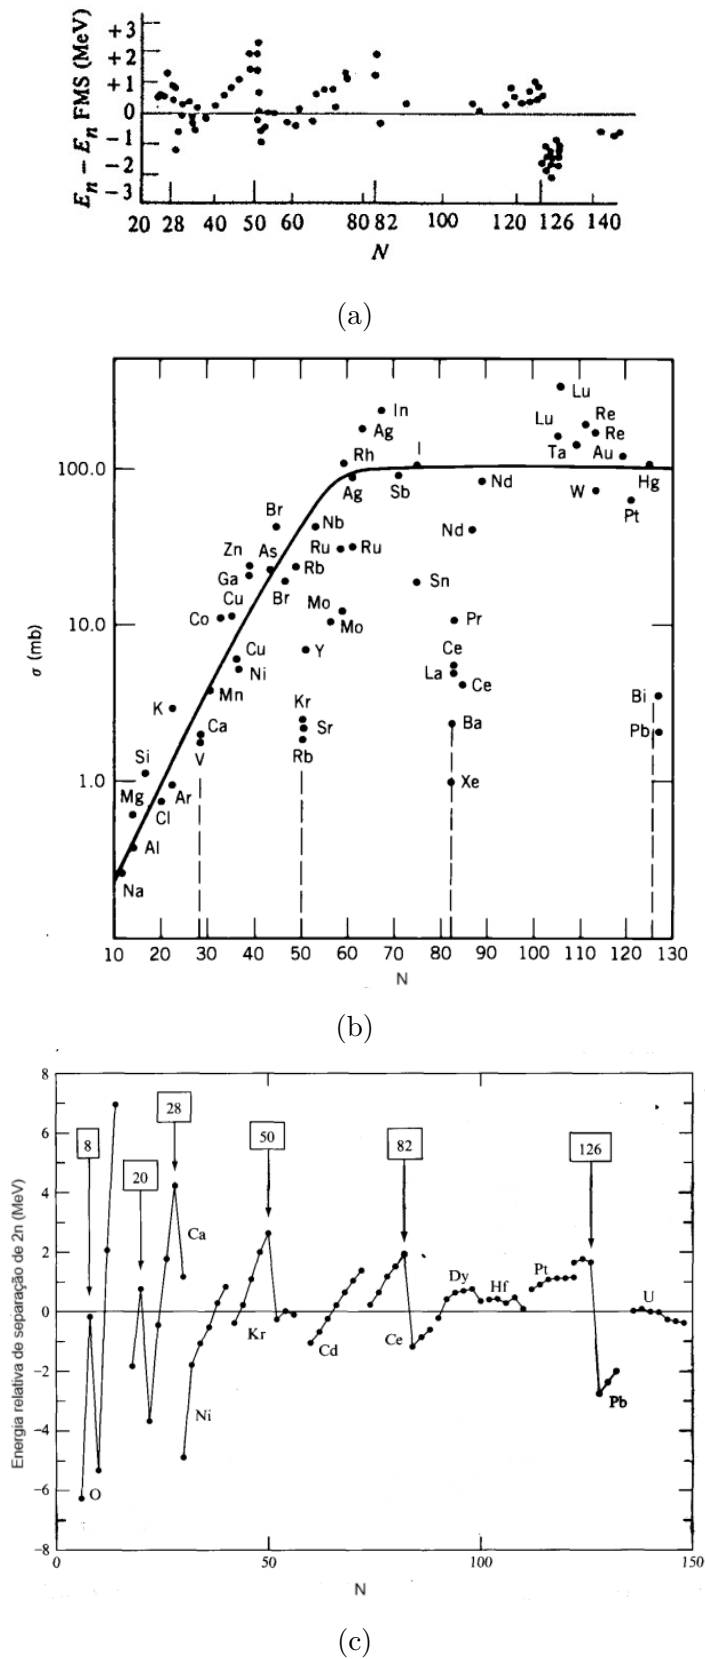 E_n − E_n FMS (MeV)
+3
+2
+1
0
−1
−2
−3
20 28 40 50 60 80 82 100 120 126 140
N
(a)
σ (mb)
100.0
10.0
1.0
Lu
In
Lu Re
Ag Re
I
Rh Ta Au
Ag Sb Nd W Hg
Pt
Br Nb Nd
Zn As Ru Ru
Ga Br Rb Sn
Cu Mo
Co Mo Pr
Cu Y Ce
Ni La Ce
K Mn Kr Bi
Ca Sr Ba Pb
V Rb
Si Xe
Mg Ar
Cl
Al
Na
10 20 30 40 50 60 70 80 90 100 110 120 130
N
(b)
Energia relativa de separação de 2n (MeV)
8
6
4
2
0
−2
−4
−6
−8
8 20 28 50 82 126
Ca
Dy Hf Pt U
Kr Cd Ce
Ni Pb
O
0 50 100 150
N
(c)